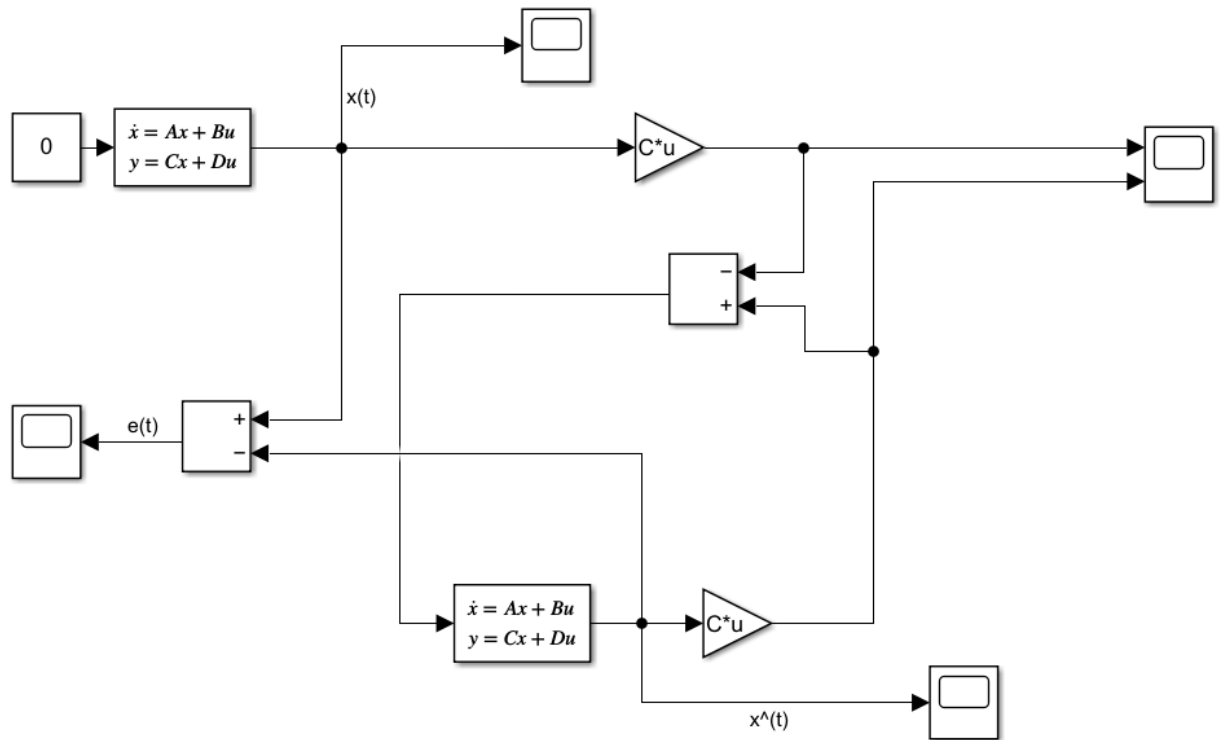 x(t)
0
ẋ = Ax + Bu
y = Cx + Du
C*u
−
+
+
−
e(t)
ẋ = Ax + Bu
y = Cx + Du
C*u
x^(t)